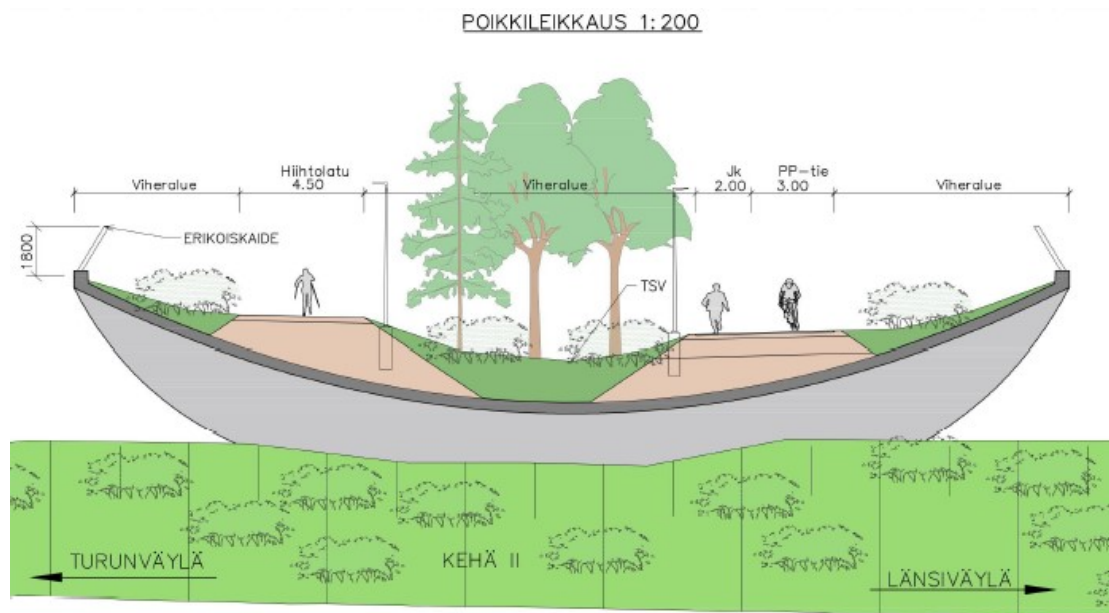 POIKKILEIKKAUS 1:200
Viheralue
Hiihtolatu
4.50
Viheralue
Jk
2.00
PP-tie
3.00
Viheralue
1800
ERIKOISKAIDE
TSV
TURUNVÄYLÄ
KEHÄ II
LÄNSIVÄYLÄ